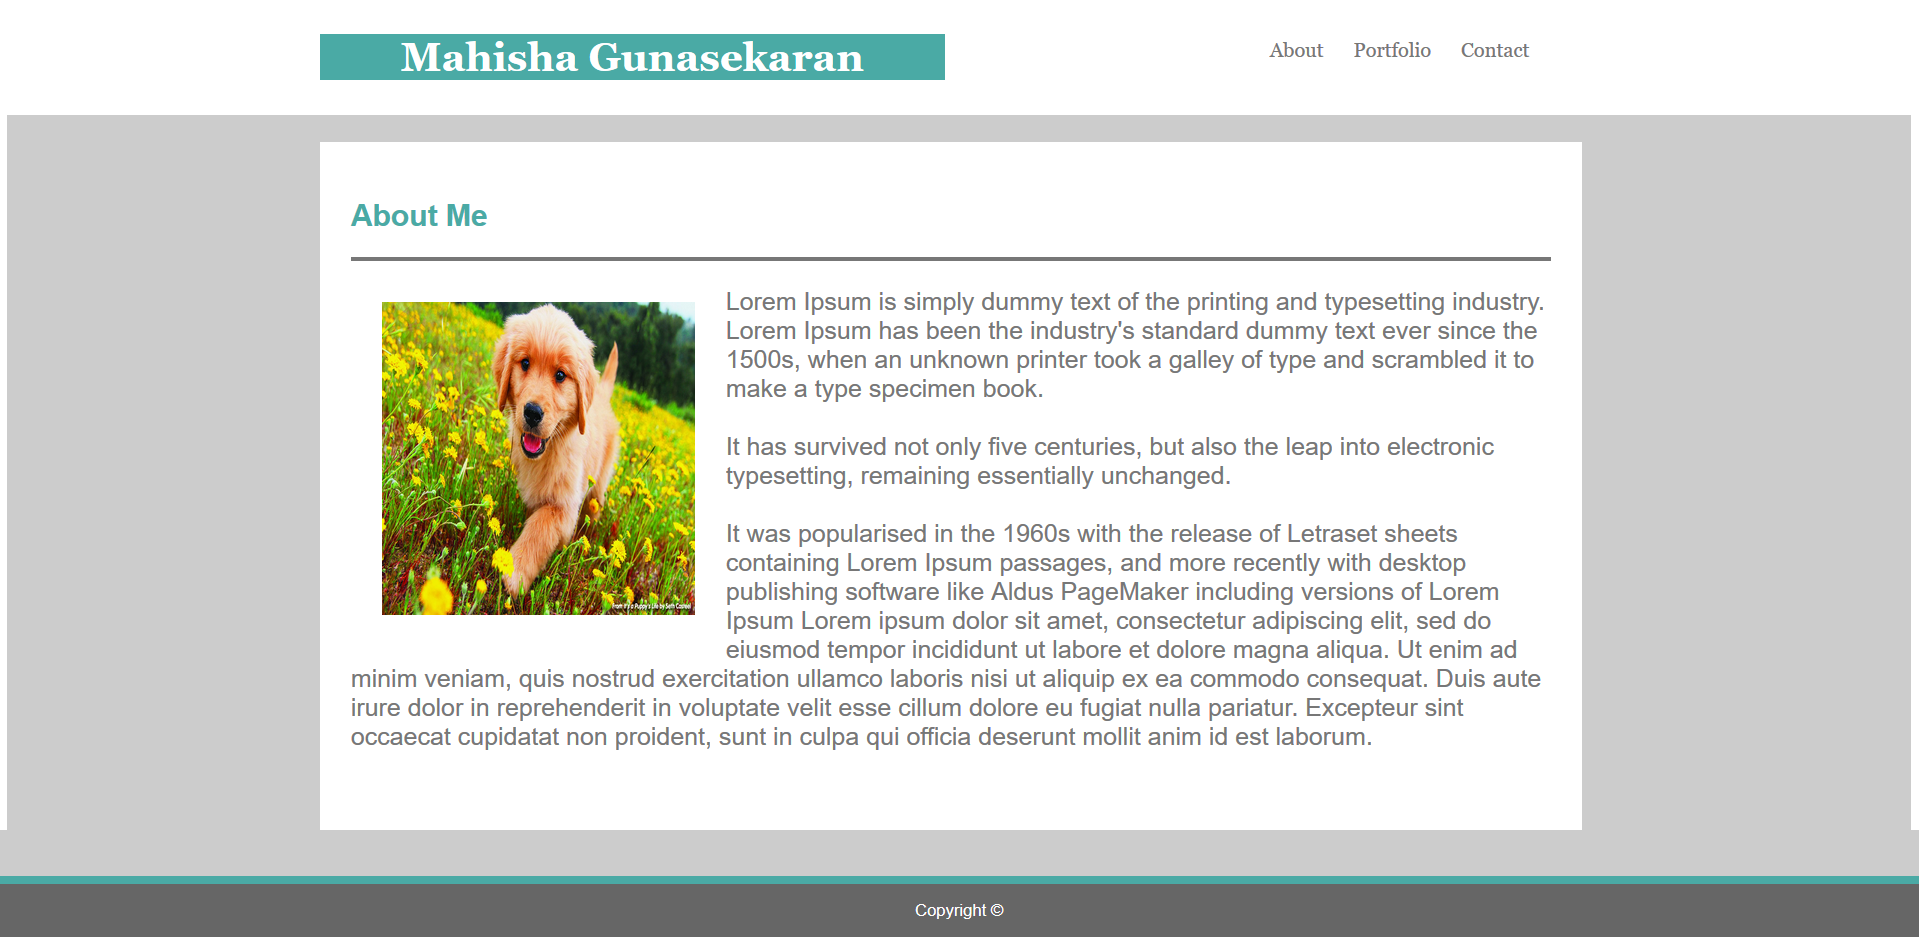 Mahisha Gunasekaran
About Portfolio Contact
About Me
Lorem Ipsum is simply dummy text of the printing and typesetting industry.
Lorem Ipsum has been the industry's standard dummy text ever since the
1500s, when an unknown printer took a galley of type and scrambled it to
make a type specimen book.
It has survived not only five centuries, but also the leap into electronic
typesetting, remaining essentially unchanged.
It was popularised in the 1960s with the release of Letraset sheets
containing Lorem Ipsum passages, and more recently with desktop
publishing software like Aldus PageMaker including versions of Lorem
Ipsum Lorem ipsum dolor sit amet, consectetur adipiscing elit, sed do
eiusmod tempor incididunt ut labore et dolore magna aliqua. Ut enim ad
minim veniam, quis nostrud exercitation ullamco laboris nisi ut aliquip ex ea commodo consequat. Duis aute
irure dolor in reprehenderit in voluptate velit esse cillum dolore eu fugiat nulla pariatur. Excepteur sint
occaecat cupidatat non proident, sunt in culpa qui officia deserunt mollit anim id est laborum.
From It's a Puppy's Life by Seth Casteel
Copyright ©